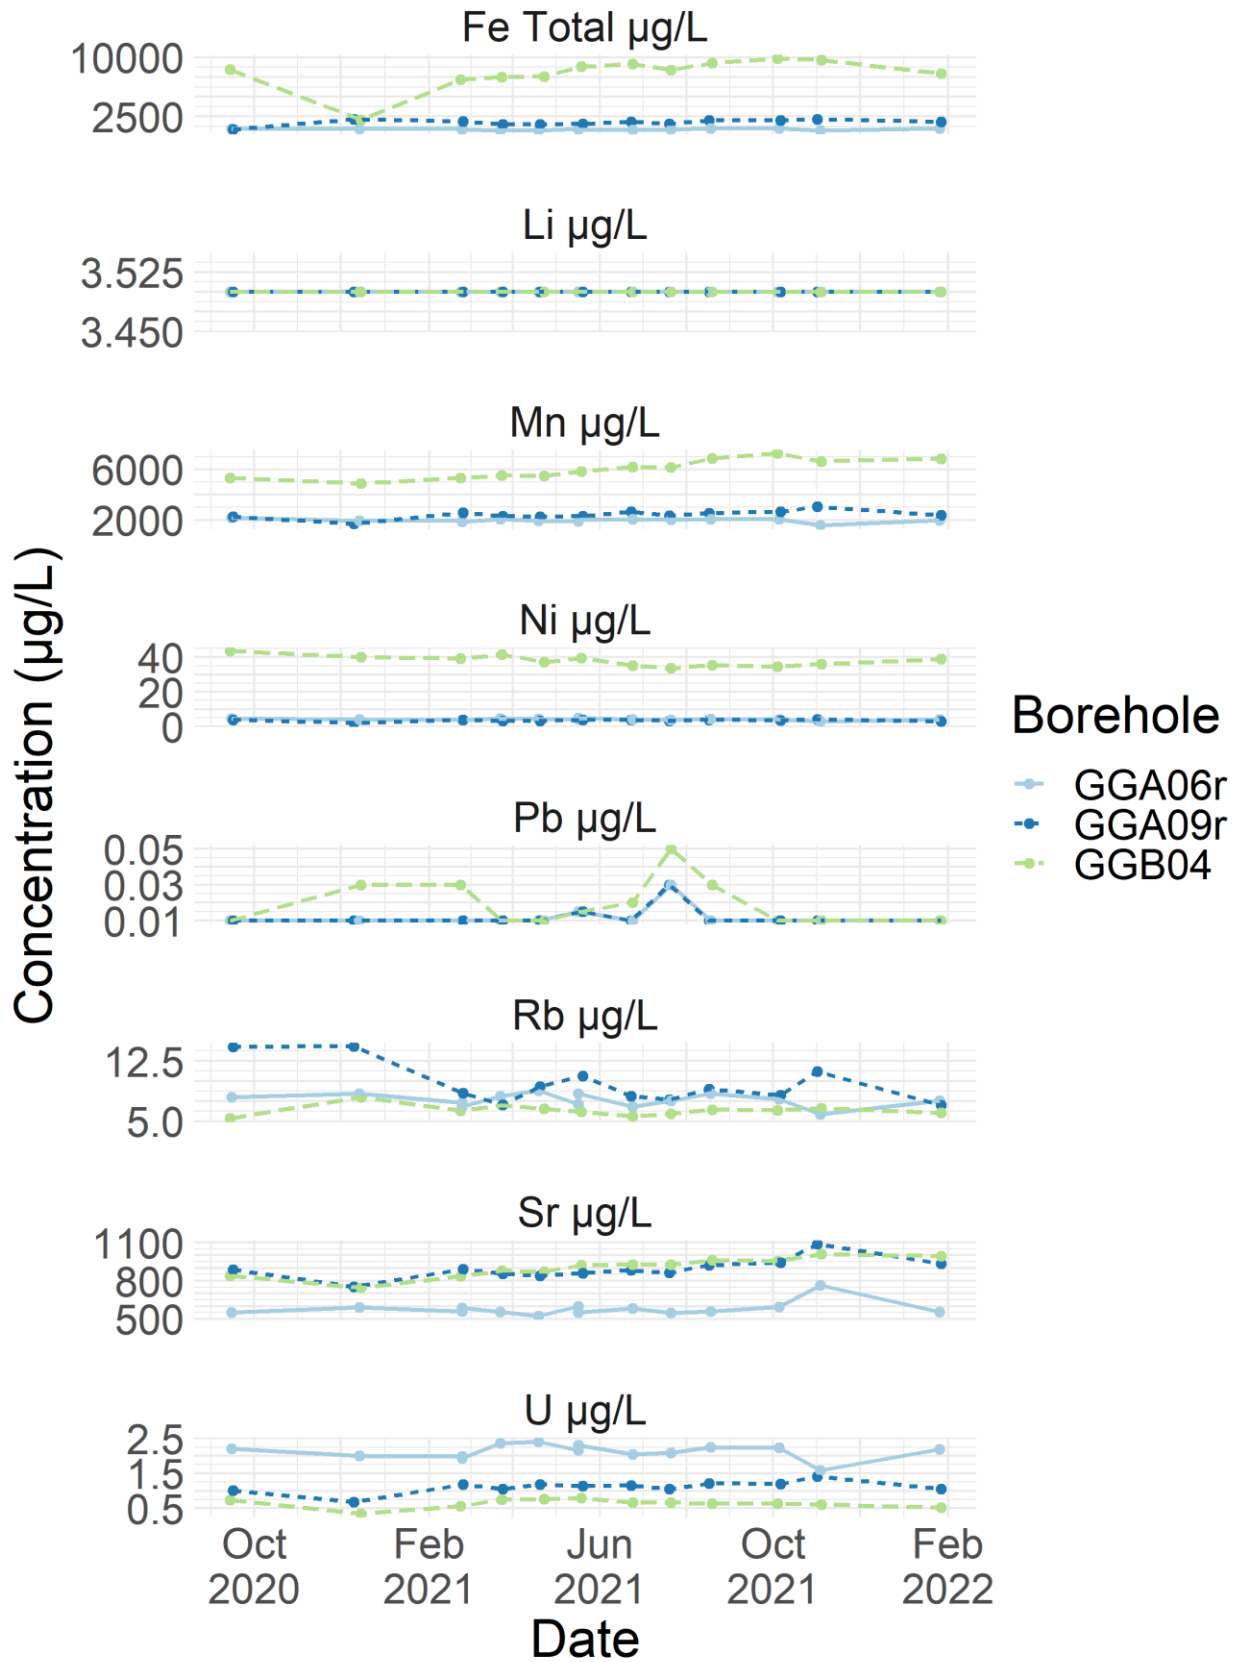 Fe Total µg/L
10000
2500
Li µg/L
3.525
3.450
Mn µg/L
6000
2000
Ni µg/L
40
20
0
Pb µg/L
0.05
0.03
0.01
Rb µg/L
12.5
5.0
Sr µg/L
1100
800
500
U µg/L
2.5
1.5
0.5
Oct Feb Jun Oct Feb
2020 2021 2021 2021 2022
Date
Concentration (µg/L)
Borehole
GGA06r
GGA09r
GGB04